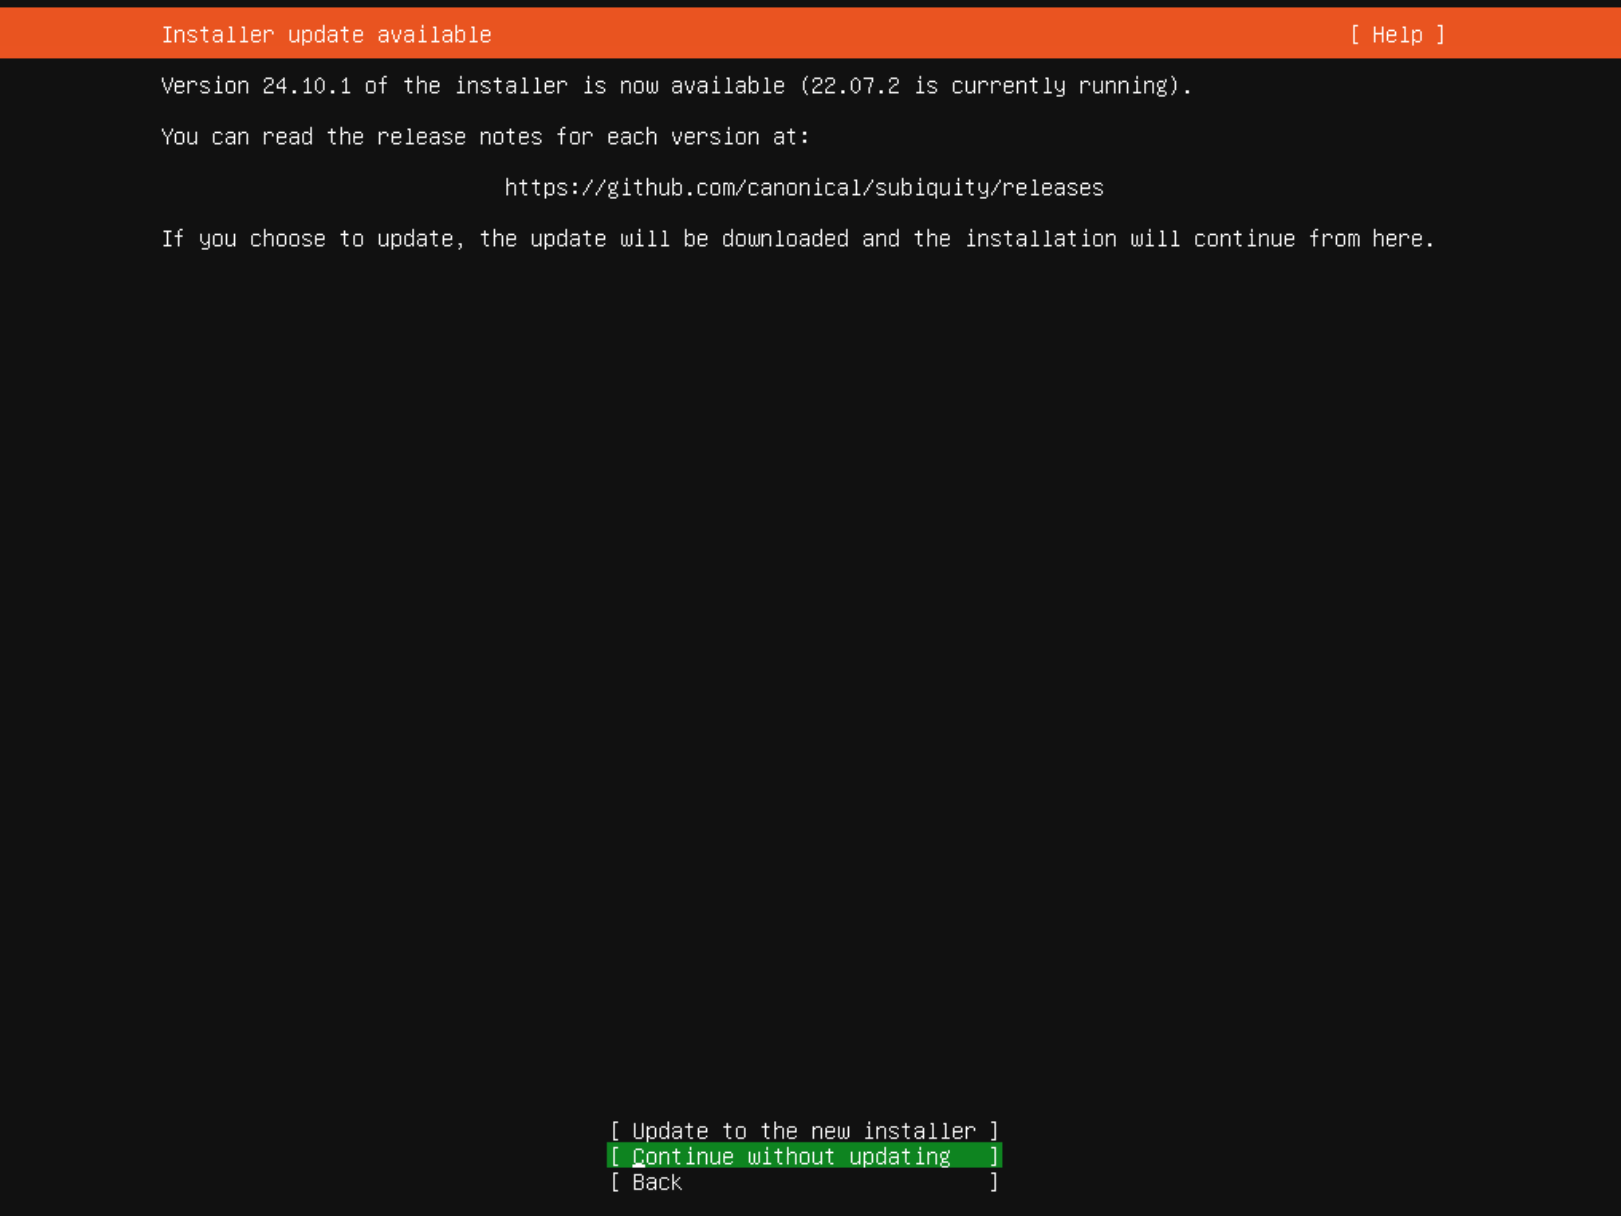 Installer update available [ Help ]
Version 24.10.1 of the installer is now available (22.07.2 is currently running).
You can read the release notes for each version at:
https://github.com/canonical/subiquity/releases
If you choose to update, the update will be downloaded and the installation will continue from here.
[ Update to the new installer ]
[ Continue without updating ]
[ Back ]